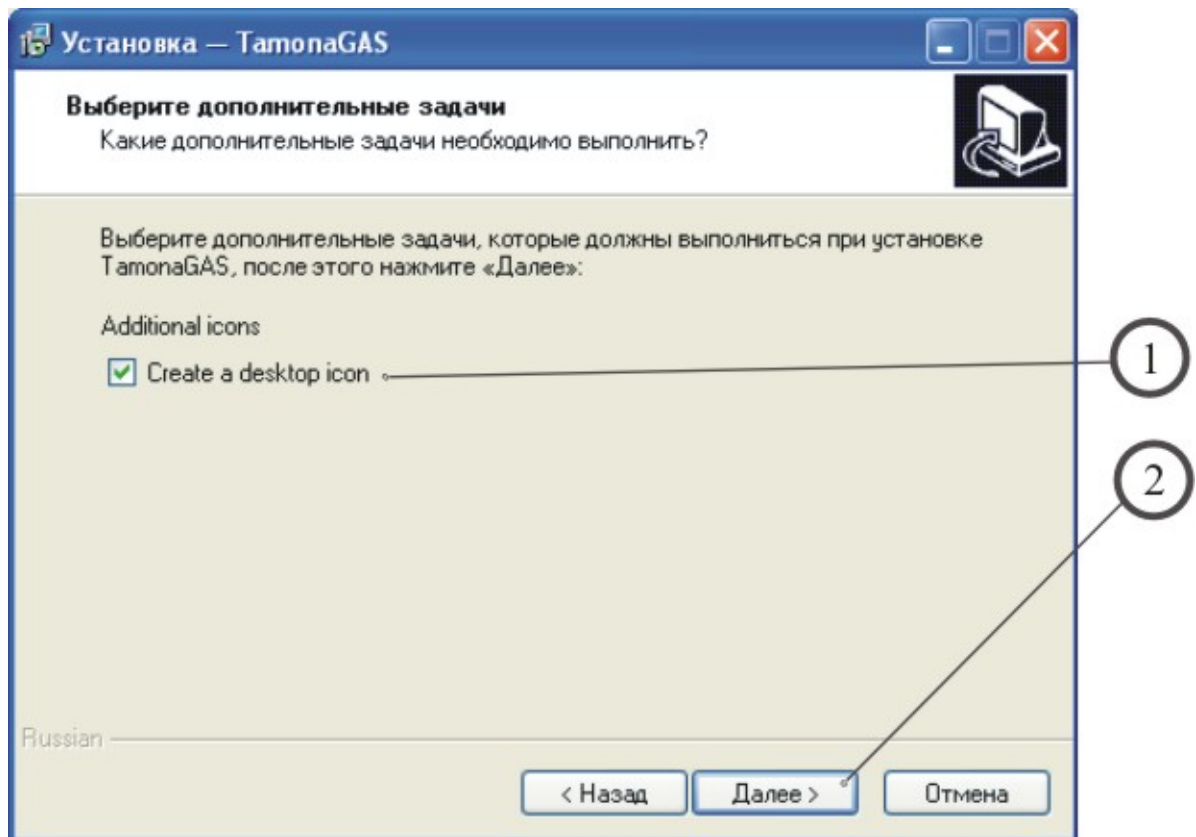 Установка — TamonaGAS
Выберите дополнительные задачи
Какие дополнительные задачи необходимо выполнить?
Выберите дополнительные задачи, которые должны выполниться при установке
TamonaGAS, после этого нажмите «Далее»:
Additional icons
Create a desktop icon
1
2
Russian
< Назад
Далее >
Отмена